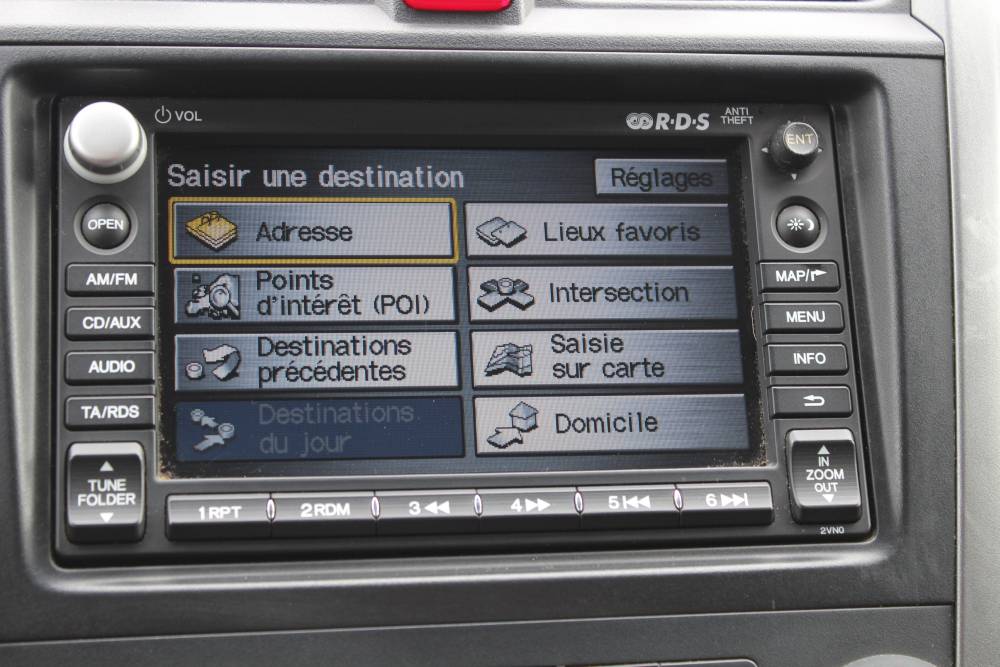 VOL
R·D·S
ANTI
THEFT
ENT
OPEN
AM/FM
CD/AUX
AUDIO
TA/RDS
TUNE
FOLDER
Saisir une destination
Réglages
Adresse
Lieux favoris
Points
d'intérêt (POI)
Intersection
Destinations
précédentes
Saisie
sur carte
Destinations
du jour
Domicile
MAP/
MENU
INFO
IN
ZOOM
OUT
1 RPT
2 RDM
3
4
5
6
2VN0